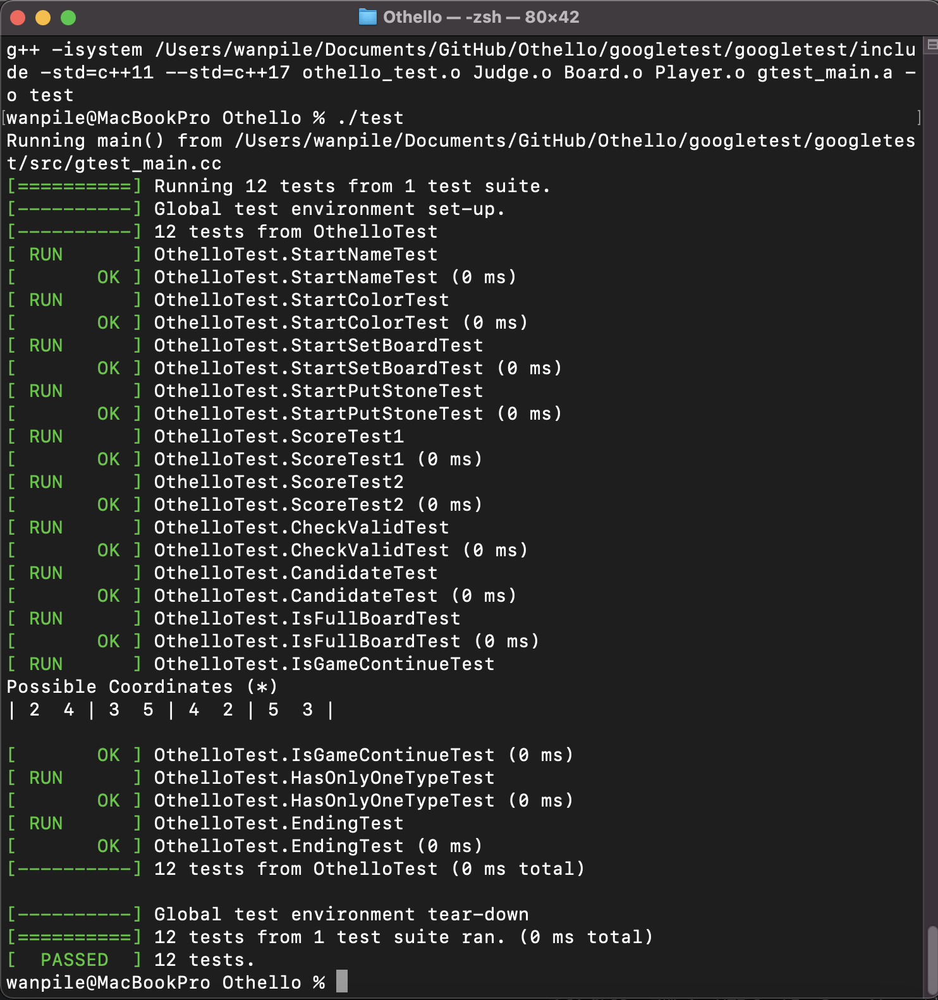 Othello — -zsh — 80×42
g++ -isystem /Users/wanpile/Documents/GitHub/Othello/googletest/googletest/inclu
de -std=c++11 --std=c++17 othello_test.o Judge.o Board.o Player.o gtest_main.a -
o test
[wanpile@MacBookPro Othello % ./test ]
Running main() from /Users/wanpile/Documents/GitHub/Othello/googletest/googletes
t/src/gtest_main.cc
[==========] Running 12 tests from 1 test suite.
[----------] Global test environment set-up.
[----------] 12 tests from OthelloTest
[ RUN      ] OthelloTest.StartNameTest
[       OK ] OthelloTest.StartNameTest (0 ms)
[ RUN      ] OthelloTest.StartColorTest
[       OK ] OthelloTest.StartColorTest (0 ms)
[ RUN      ] OthelloTest.StartSetBoardTest
[       OK ] OthelloTest.StartSetBoardTest (0 ms)
[ RUN      ] OthelloTest.StartPutStoneTest
[       OK ] OthelloTest.StartPutStoneTest (0 ms)
[ RUN      ] OthelloTest.ScoreTest1
[       OK ] OthelloTest.ScoreTest1 (0 ms)
[ RUN      ] OthelloTest.ScoreTest2
[       OK ] OthelloTest.ScoreTest2 (0 ms)
[ RUN      ] OthelloTest.CheckValidTest
[       OK ] OthelloTest.CheckValidTest (0 ms)
[ RUN      ] OthelloTest.CandidateTest
[       OK ] OthelloTest.CandidateTest (0 ms)
[ RUN      ] OthelloTest.IsFullBoardTest
[       OK ] OthelloTest.IsFullBoardTest (0 ms)
[ RUN      ] OthelloTest.IsGameContinueTest
Possible Coordinates (*)
| 2  4 | 3  5 | 4  2 | 5  3 |
[       OK ] OthelloTest.IsGameContinueTest (0 ms)
[ RUN      ] OthelloTest.HasOnlyOneTypeTest
[       OK ] OthelloTest.HasOnlyOneTypeTest (0 ms)
[ RUN      ] OthelloTest.EndingTest
[       OK ] OthelloTest.EndingTest (0 ms)
[----------] 12 tests from OthelloTest (0 ms total)
[----------] Global test environment tear-down
[==========] 12 tests from 1 test suite ran. (0 ms total)
[  PASSED  ] 12 tests.
wanpile@MacBookPro Othello %